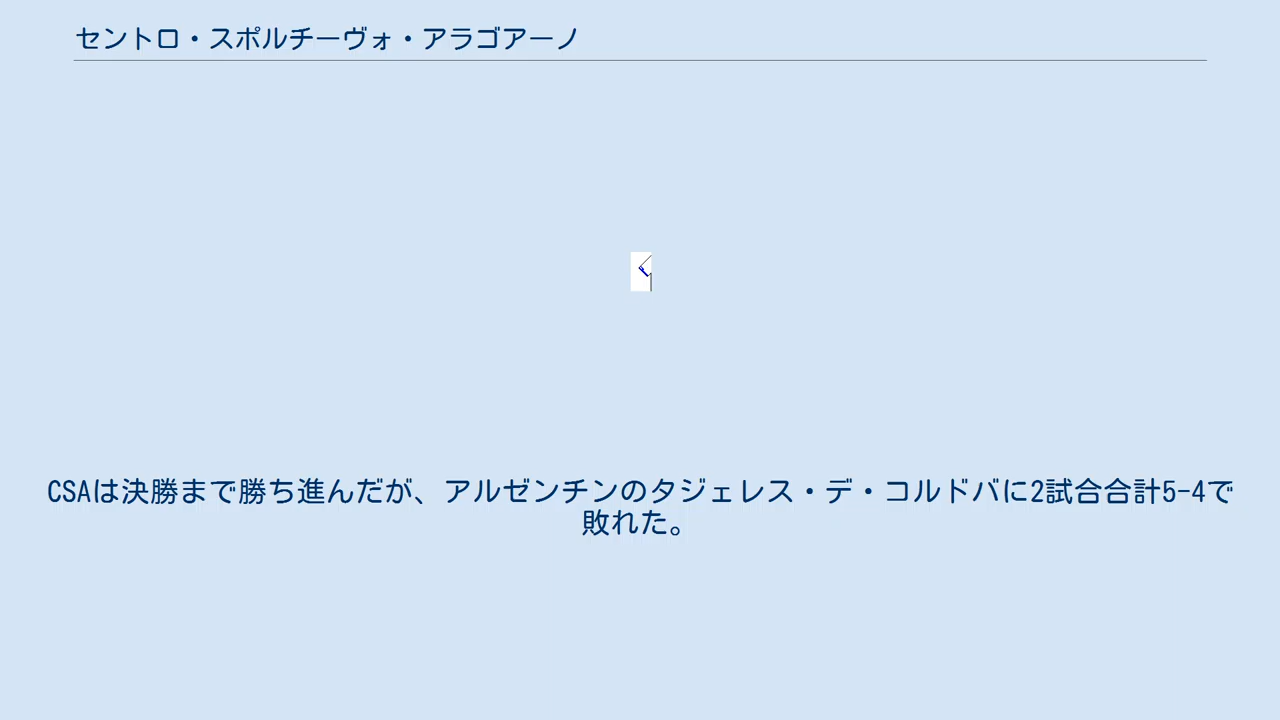 セントロ・スポルチーヴォ・アラゴアーノ
CSAは決勝まで勝ち進んだが、アルゼンチンのタジェレス・デ・コルドバに2試合合計5-4で
敗れた。